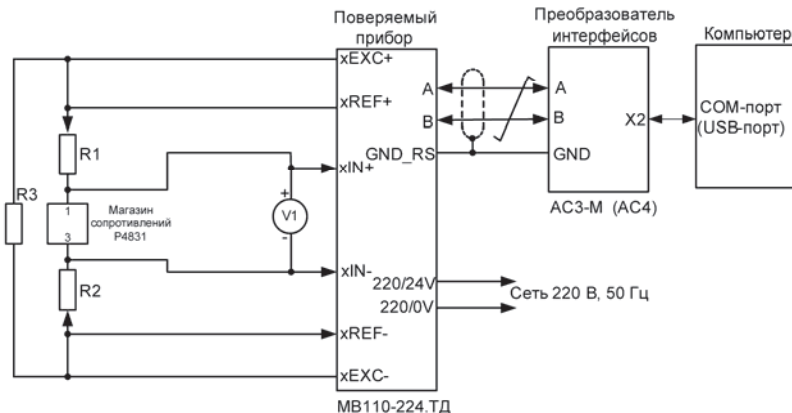 Поверяемый
прибор
Преобразователь
интерфейсов
Компьютер
xEXC+
xREF+
A
A
B
B
X2
COM-порт
(USB-порт)
R1
GND_RS
GND
xIN+
R3
1
3
Магазин
сопротивлений
Р4831
+
V1
-
АС3-М (АС4)
xIN-
R2
220/24V
220/0V
Сеть 220 В, 50 Гц
xREF-
xEXC-
МВ110-224.ТД